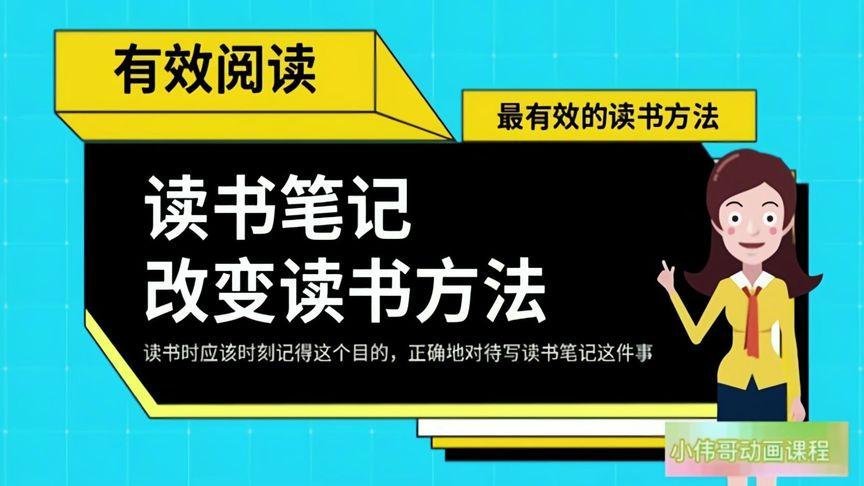 有效阅读
最有效的读书方法
读书笔记
改变读书方法
读书时应该时刻记得这个目的，正确地对待写读书笔记这件事
小伟哥动画课程